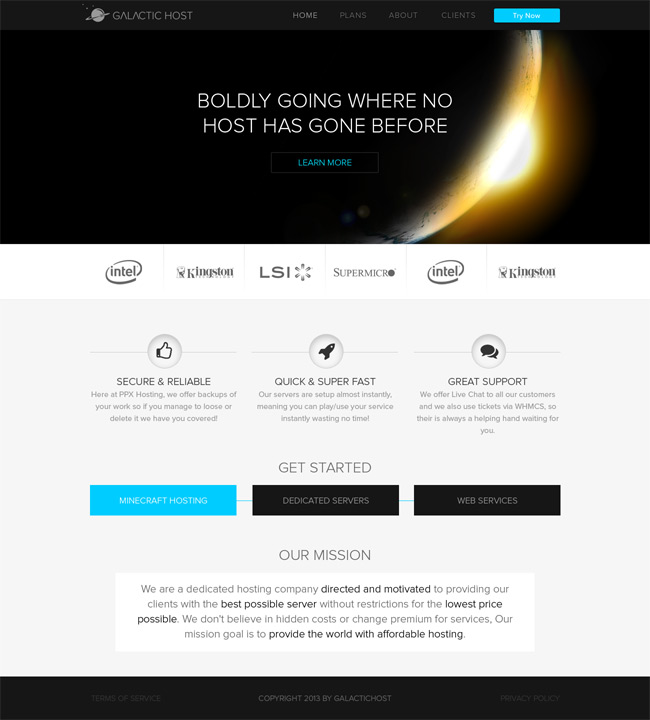 GALACTIC HOST
HOME PLANS ABOUT CLIENTS Try Now
BOLDLY GOING WHERE NO
HOST HAS GONE BEFORE
LEARN MORE
intel Kingston LSI SUPERMICRO intel Kingston
SECURE & RELIABLE
Here at PPX Hosting, we offer backups of
your work so if you manage to loose or
delete it we have you covered!
QUICK & SUPER FAST
Our servers are setup almost instantly,
meaning you can play/use your service
instantly wasting no time!
GREAT SUPPORT
We offer Live Chat to all our customers
and we also use tickets via WHMCS, so
their is always a helping hand waiting for
you.
GET STARTED
MINECRAFT HOSTING DEDICATED SERVERS WEB SERVICES
OUR MISSION
We are a dedicated hosting company directed and motivated to providing our
clients with the best possible server without restrictions for the lowest price
possible. We don't believe in hidden costs or change premium for services, Our
mission goal is to provide the world with affordable hosting.
TERMS OF SERVICE COPYRIGHT 2013 BY GALACTICHOST PRIVACY POLICY